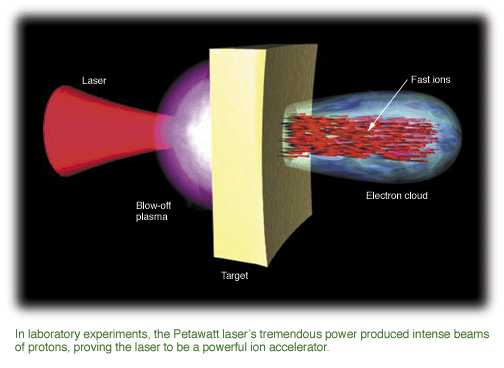 Laser
Fast ions
Blow-off
plasma
Electron cloud
Target
In laboratory experiments, the Petawatt laser's tremendous power produced intense beams
of protons, proving the laser to be a powerful ion accelerator.